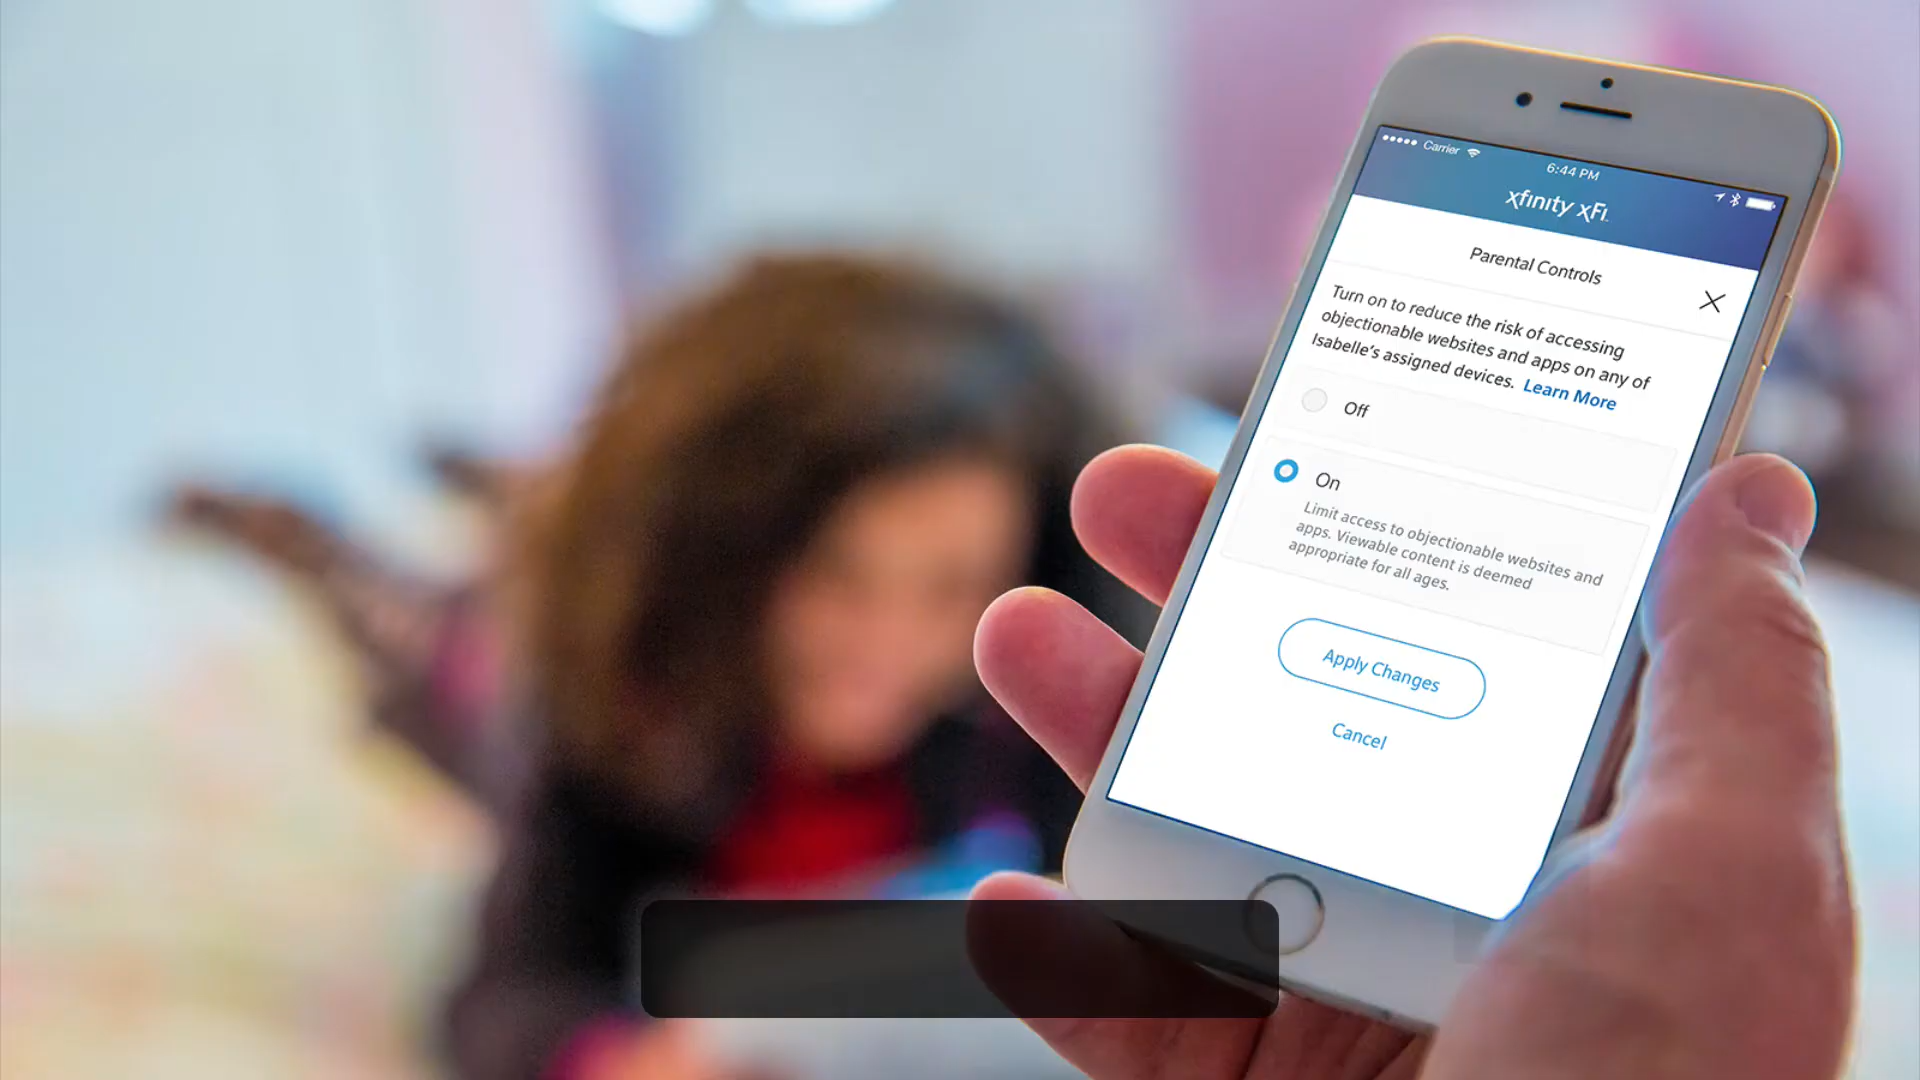 Carrier
6:44 PM
xfinity xFi
Parental Controls
Turn on to reduce the risk of accessing
objectionable websites and apps on any of
Isabelle's assigned devices. Learn More
Off
On
Limit access to objectionable websites and
apps. Viewable content is deemed
appropriate for all ages.
Apply Changes
Cancel